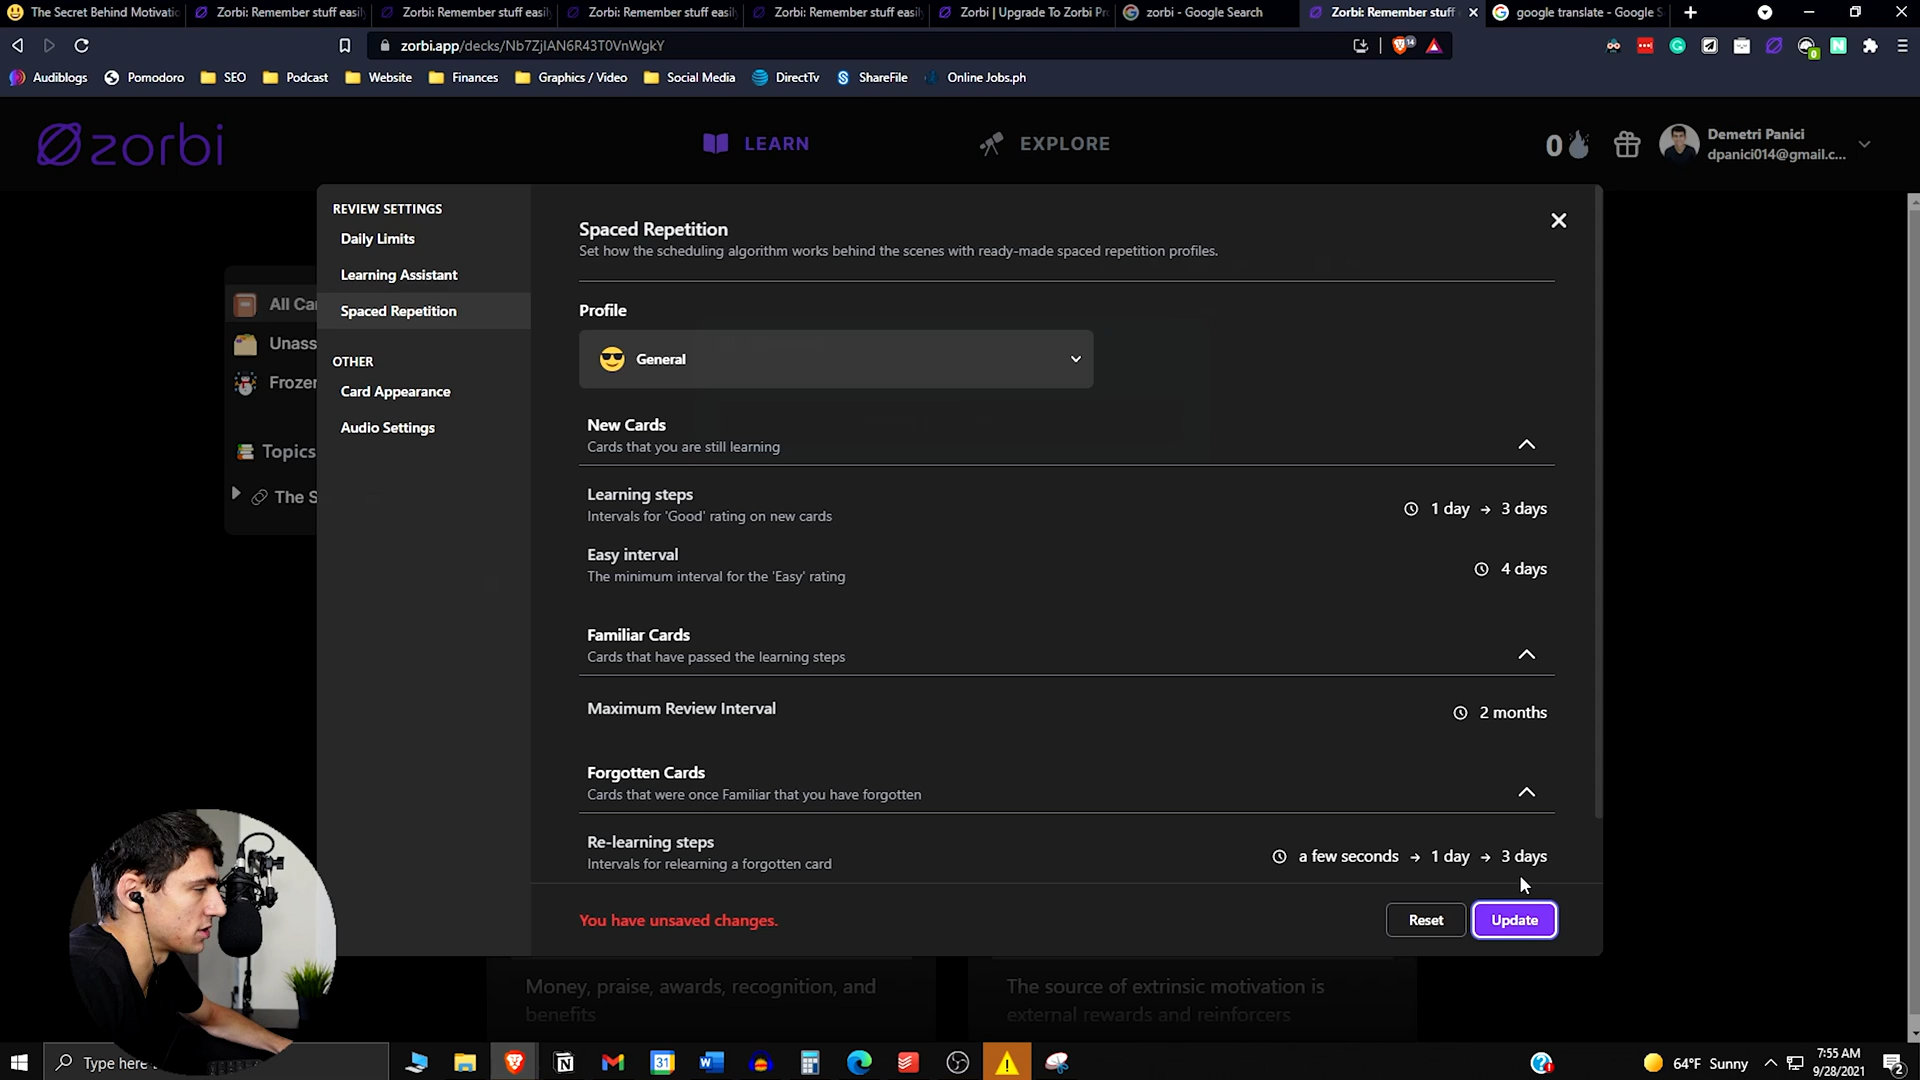 The Secret Behind Motivatio
Zorbi: Remember stuff easily
Zorbi: Remember stuff easily
Zorbi: Remember stuff easily
Zorbi: Remember stuff easily
Zorbi | Upgrade To Zorbi Pr
zorbi - Google Search
Zorbi: Remember stuff
google translate - Google S
zorbi.app/decks/Nb7ZjIAN6R43T0VnWgkY
14
0
Audiblogs
Pomodoro
SEO
Podcast
Website
Finances
Graphics / Video
Social Media
DirectTv
ShareFile
Online Jobs.ph
zorbi
LEARN
EXPLORE
0
Demetri Panici
dpanici014@gmail.c...
REVIEW SETTINGS
Daily Limits
Learning Assistant
Spaced Repetition
OTHER
Card Appearance
Audio Settings
All Ca
Unass
Frozen
Topics
The S
Spaced Repetition
Set how the scheduling algorithm works behind the scenes with ready-made spaced repetition profiles.
Profile
General
New Cards
Cards that you are still learning
Learning steps
Intervals for 'Good' rating on new cards
1 day → 3 days
Easy interval
The minimum interval for the 'Easy' rating
4 days
Familiar Cards
Cards that have passed the learning steps
Maximum Review Interval
2 months
Forgotten Cards
Cards that were once Familiar that you have forgotten
Re-learning steps
Intervals for relearning a forgotten card
a few seconds → 1 day → 3 days
You have unsaved changes.
Reset
Update
Money, praise, awards, recognition, and
benefits
The source of extrinsic motivation is
external rewards and reinforcers
Type here
31
64°F Sunny
7:55 AM
9/28/2021
2